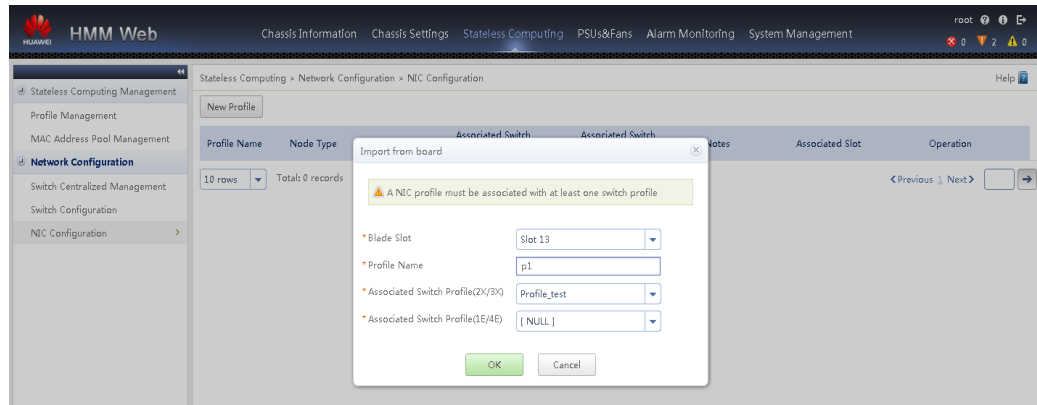 root
HUAWEI
HMM Web
Chassis Information Chassis Settings Stateless Computing PSUs&Fans Alarm Monitoring System Management
0 2 0
Stateless Computing Management
Profile Management
MAC Address Pool Management
Network Configuration
Switch Centralized Management
Switch Configuration
NIC Configuration >
Stateless Computing > Network Configuration > NIC Configuration
Help
New Profile
Profile Name Node Type Associated Switch Associated Switch Notes Associated Slot Operation
10 rows Total: 0 records
<Previous 1 Next>
Import from board
A NIC profile must be associated with at least one switch profile
* Blade Slot Slot 13
* Profile Name p1
* Associated Switch Profile(2X/3X) Profile_test
* Associated Switch Profile(1E/4E) [ NULL ]
OK Cancel